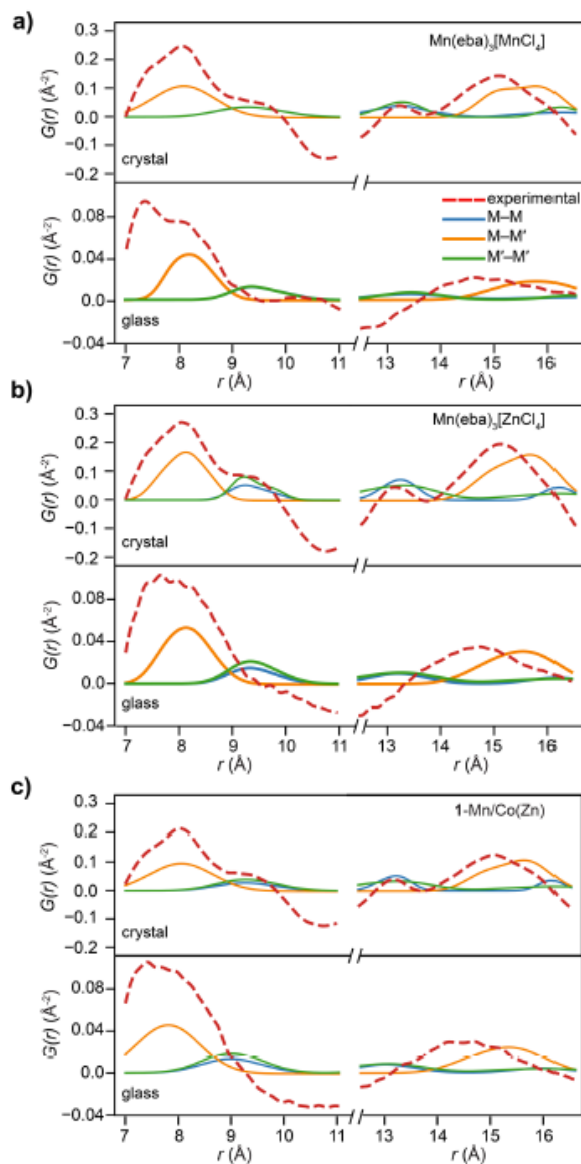 a)
Mn(eba)₃[MnCl₄]
G(r) (Å⁻²)
0.3
0.2
0.1
0.0
−0.1
−0.2
crystal
G(r) (Å⁻²)
0.08
0.04
0.0
−0.04
glass
experimental
M–M
M–M'
M'–M'
7 8 9 10 11 13 14 15 16
r (Å) r (Å)
b)
Mn(eba)₃[ZnCl₄]
G(r) (Å⁻²)
0.3
0.2
0.1
0.0
−0.1
−0.2
crystal
G(r) (Å⁻²)
0.08
0.04
0.0
−0.04
glass
7 8 9 10 11 13 14 15 16
r (Å) r (Å)
c)
1-Mn/Co(Zn)
G(r) (Å⁻²)
0.3
0.2
0.1
0.0
−0.1
−0.2
crystal
G(r) (Å⁻²)
0.08
0.04
0.0
−0.04
glass
7 8 9 10 11 13 14 15 16
r (Å) r (Å)